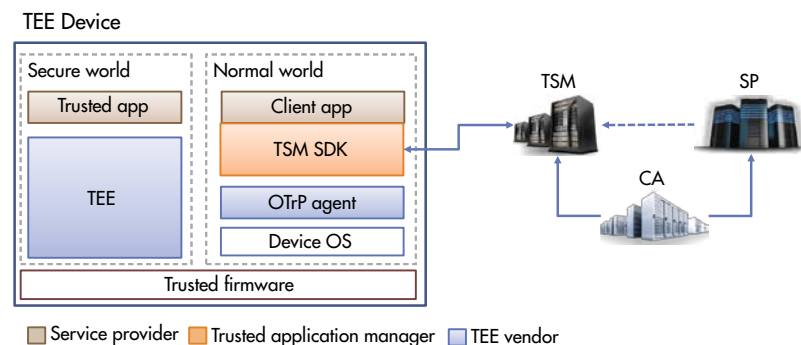 TEE Device
Secure world
Normal world
Trusted app
Client app
TSM SDK
TEE
OTrP agent
Device OS
Trusted firmware
TSM
SP
CA
Service provider
Trusted application manager
TEE vendor